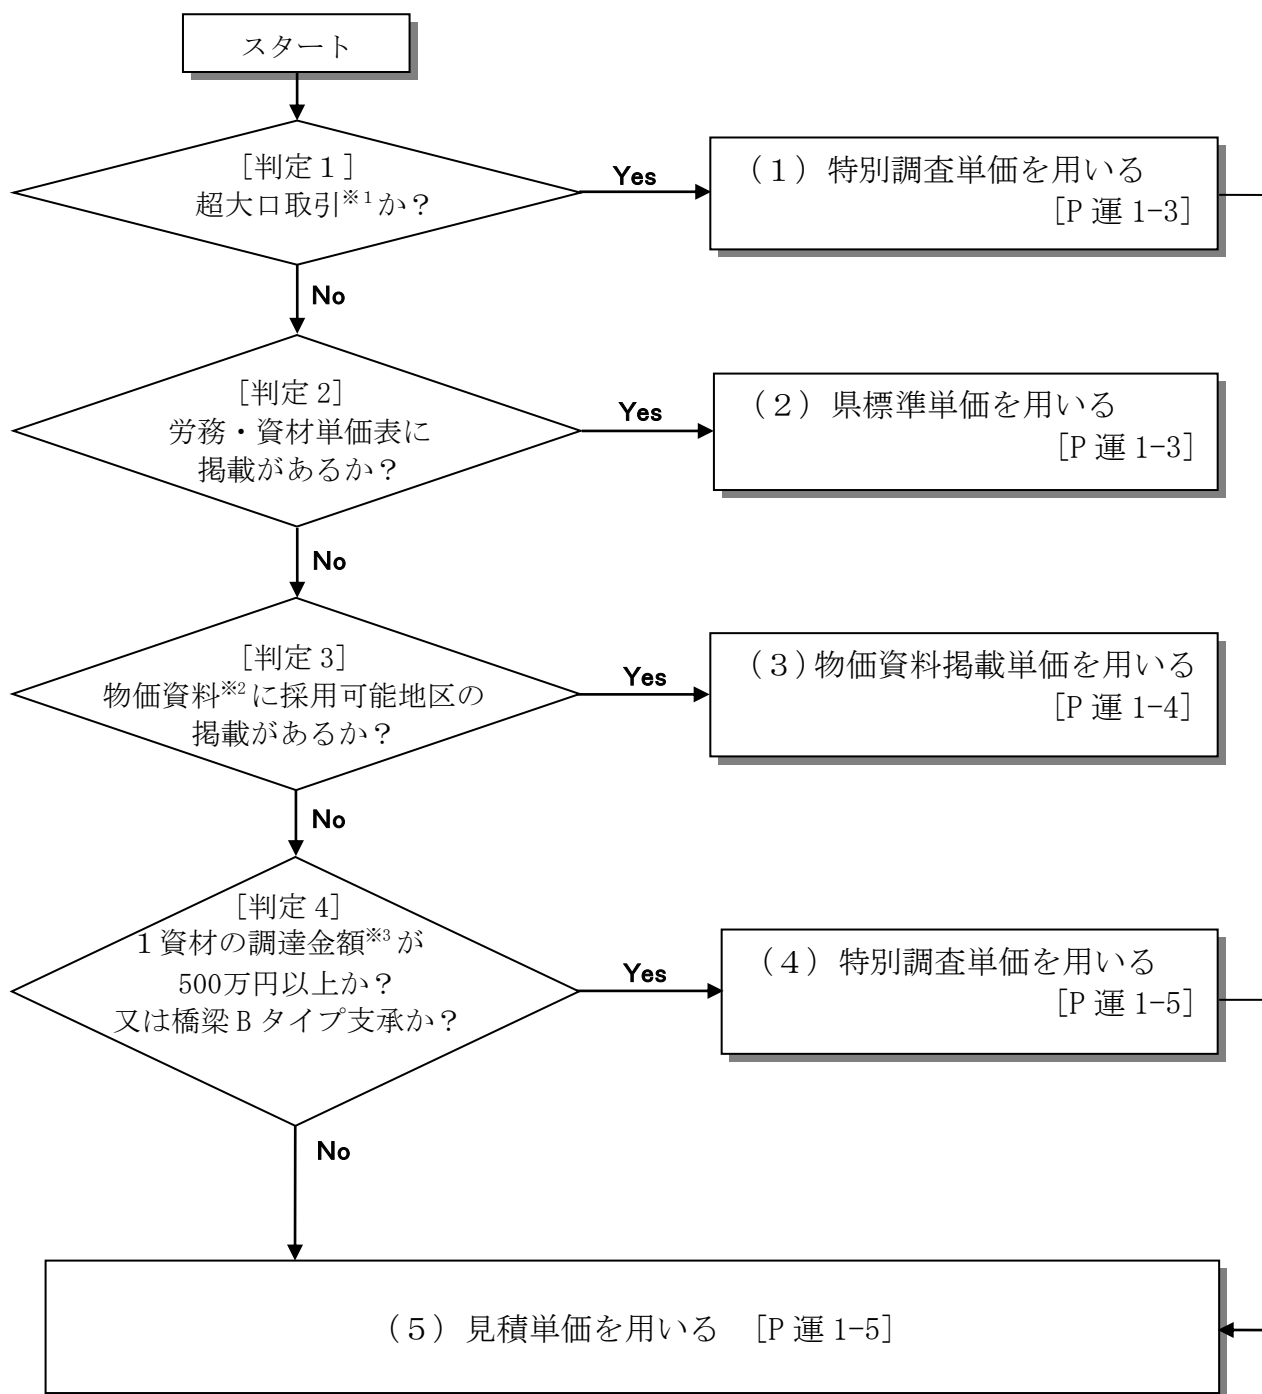 スタート
［判定１］
超大口取引※1か？
Yes
（１）特別調査単価を用いる
［P 運 1-3］
No
［判定 2］
労務・資材単価表に
掲載があるか？
Yes
（２）県標準単価を用いる
［P 運 1-3］
No
［判定 3］
物価資料※2に採用可能地区の
掲載があるか？
Yes
（３）物価資料掲載単価を用いる
［P 運 1-4］
No
［判定 4］
１資材の調達金額※3が
500万円以上か？
又は橋梁 B タイプ支承か？
Yes
（４）特別調査単価を用いる
［P 運 1-5］
No
（５）見積単価を用いる ［P 運 1-5］